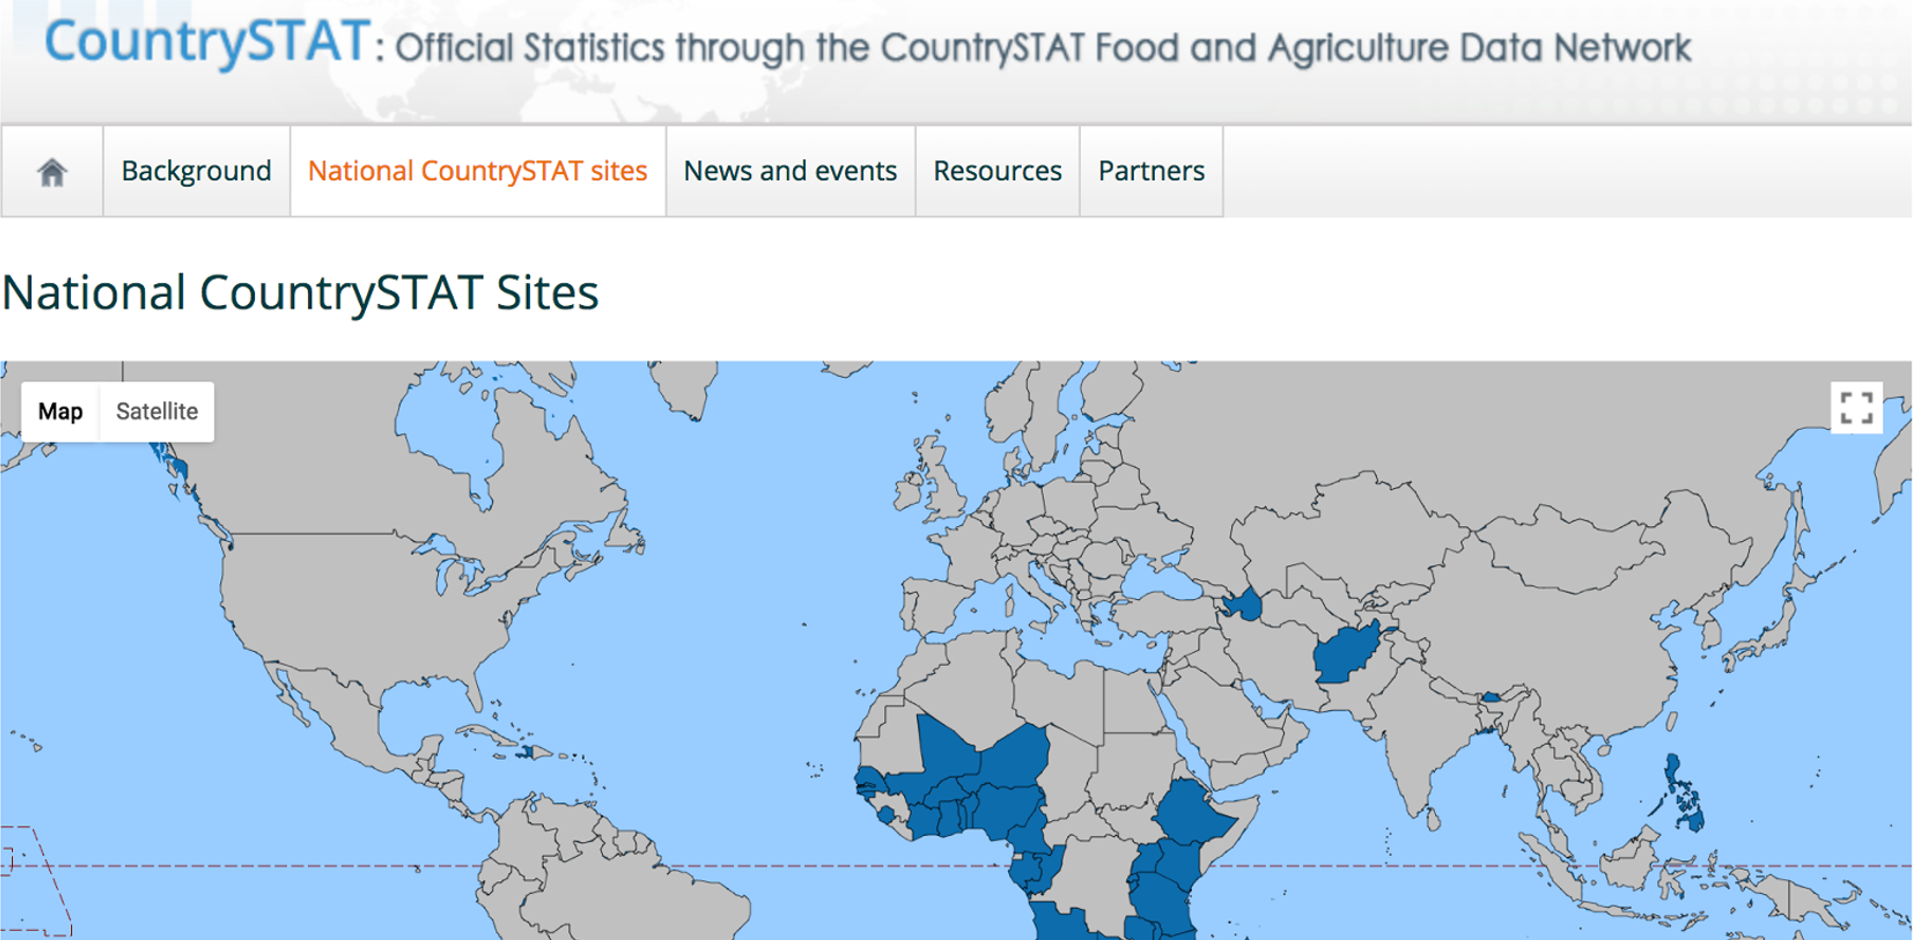 CountrySTAT : Official Statistics through the CountrySTAT Food and Agriculture Data Network
Background National CountrySTAT sites News and events Resources Partners
National CountrySTAT Sites
Map Satellite